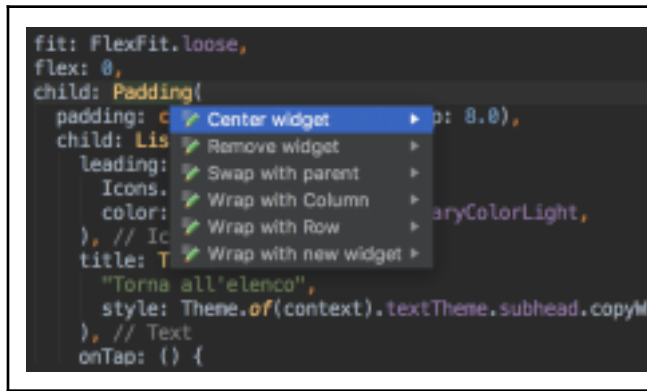 fit: FlexFit.loose,
flex: 0,
child: Padding(
padding: c
p: 8.0),
child: Lis
leading:
Icons.
color:
aryColorLight,
), // Ic
title: T
"Torna all'elenco",
style: Theme.of(context).textTheme.subhead.copyW
), // Text
onTap: () {
Center widget
Remove widget
Swap with parent
Wrap with Column
Wrap with Row
Wrap with new widget